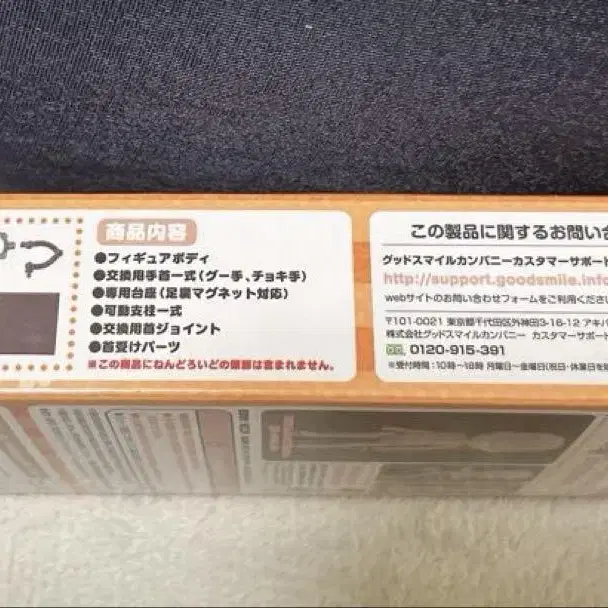 商品内容
●フィギュアボディ
●交換用手首一式(グー手、チョキ手)
●専用台座(足裏マグネット対応)
●可動支柱一式
●交換用首ジョイント
●首受けパーツ
※この商品にねんどろいどの頭部は含まれません。
この製品に関するお問い合
グッドスマイルカンパニーカスタマーサポート
http://support.goodsmile.info
webサイトのお問い合わせフォームをご利用ください
〒101-0021 東京都千代田区外神田3-16-12 アキバ
株式会社グッドスマイルカンパニー カスタマーサポート
0120-915-391
※受付時間:10時~18時 月曜日~金曜日(祝日・休業日を除